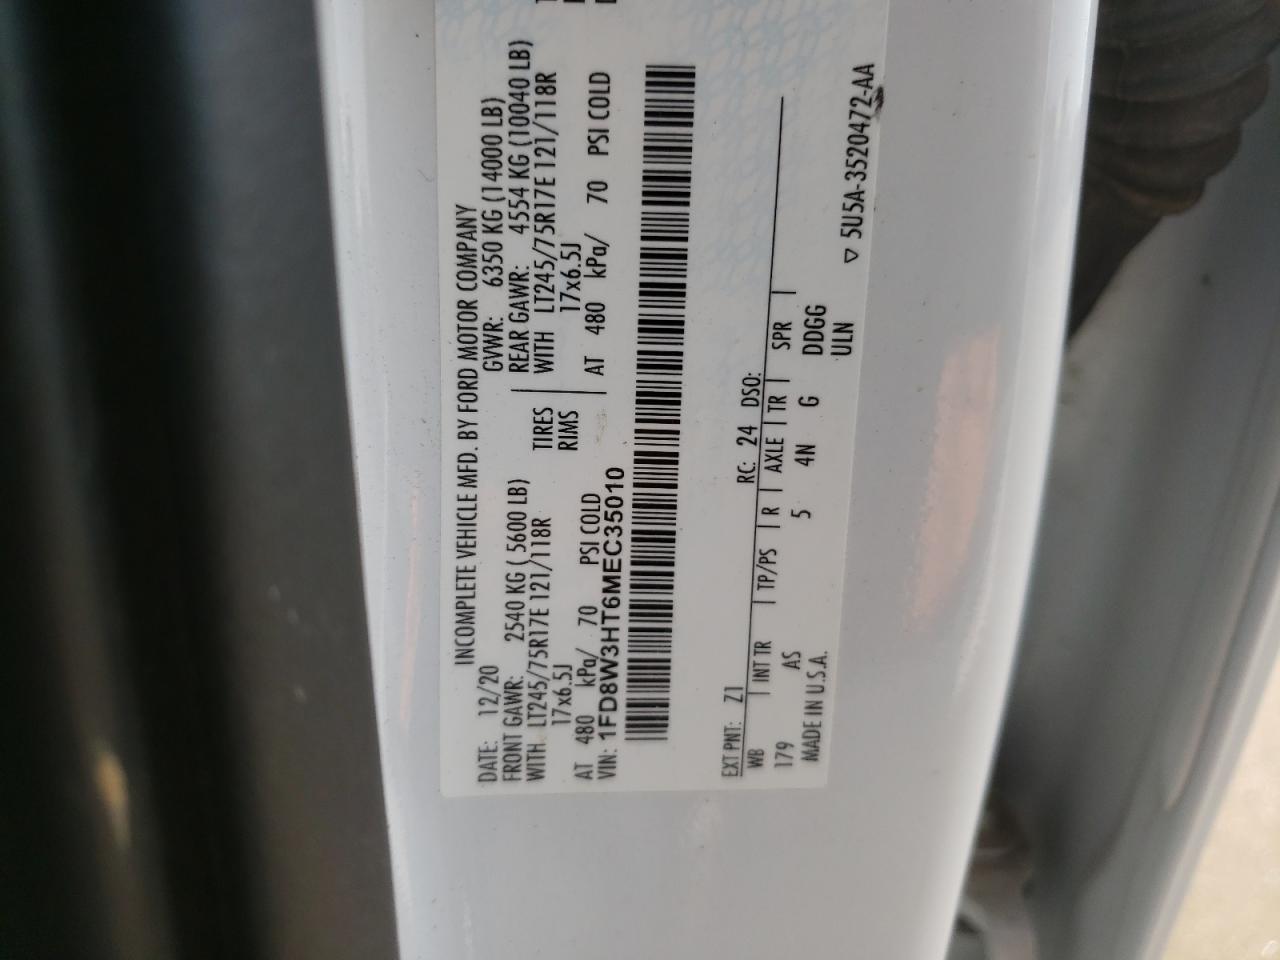 INCOMPLETE VEHICLE MFD. BY FORD MOTOR COMPANY
DATE: 12/20 GVWR: 6350 KG (14000 LB)
FRONT GAWR: 2540 KG ( 5600 LB) REAR GAWR: 4554 KG (10040 LB)
WITH LT245/75R17E 121/118R TIRES WITH LT245/75R17E 121/118R
17x6.5J RIMS 17x6.5J
AT 480 kPa/ 70 PSI COLD AT 480 kPa/ 70 PSI COLD
VIN: 1FD8W3HT6MEC35010
EXT PNT: Z1 RC: 24 DSO:
WB INT TR TP/PS R AXLE TR SPR
179 AS 5 4N G DDGG
MADE IN U.S.A. ULN
▽ 5U5A-3520472-AA